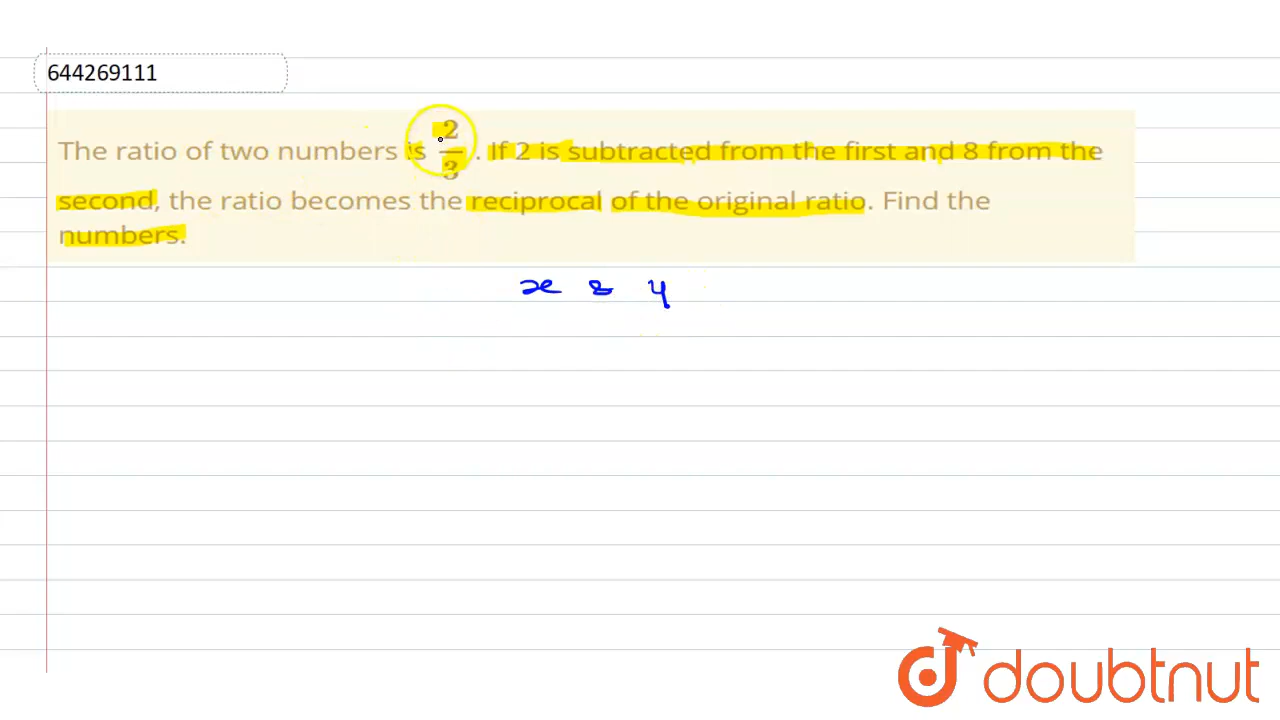 644269111
The ratio of two numbers is 2/3. If 2 is subtracted from the first and 8 from the
second, the ratio becomes the reciprocal of the original ratio. Find the
numbers.
x & y
doubtnut